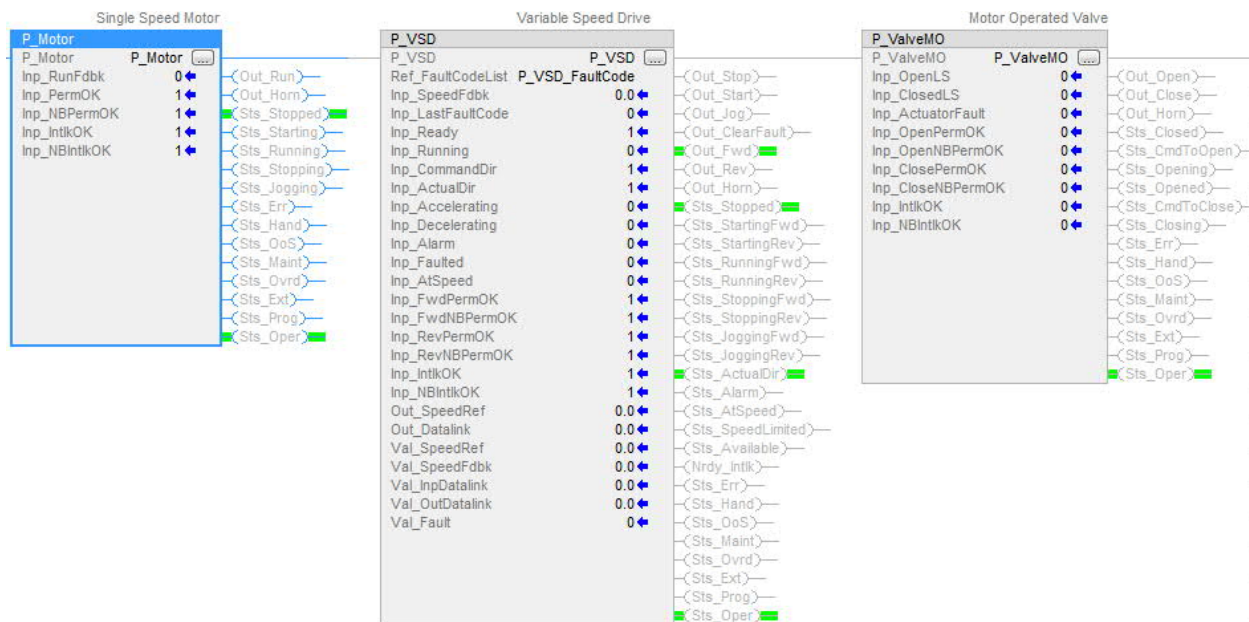 Single Speed Motor
P_Motor
P_Motor P_Motor ...
Inp_RunFdbk 0 (Out_Run)
Inp_PermOK 1 (Out_Horn)
Inp_NBPermOK 1 (Sts_Stopped)
Inp_IntlkOK 1 (Sts_Starting)
Inp_NBIntlkOK 1 (Sts_Running)
(Sts_Stopping)
(Sts_Jogging)
(Sts_Err)
(Sts_Hand)
(Sts_OoS)
(Sts_Maint)
(Sts_Ovrd)
(Sts_Ext)
(Sts_Prog)
(Sts_Oper)
Variable Speed Drive
P_VSD
P_VSD P_VSD ...
Ref_FaultCodeList P_VSD_FaultCode (Out_Stop)
Inp_SpeedFdbk 0.0 (Out_Start)
Inp_LastFaultCode 0 (Out_Jog)
Inp_Ready 1 (Out_ClearFault)
Inp_Running 0 (Out_Fwd)
Inp_CommandDir 1 (Out_Rev)
Inp_ActualDir 1 (Out_Horn)
Inp_Accelerating 0 (Sts_Stopped)
Inp_Decelerating 0 (Sts_StartingFwd)
Inp_Alarm 0 (Sts_StartingRev)
Inp_Faulted 0 (Sts_RunningFwd)
Inp_AtSpeed 0 (Sts_RunningRev)
Inp_FwdPermOK 1 (Sts_StoppingFwd)
Inp_FwdNBPermOK 1 (Sts_StoppingRev)
Inp_RevPermOK 1 (Sts_JoggingFwd)
Inp_RevNBPermOK 1 (Sts_JoggingRev)
Inp_IntlkOK 1 (Sts_ActualDir)
Inp_NBIntlkOK 1 (Sts_Alarm)
Out_SpeedRef 0.0 (Sts_AtSpeed)
Out_Datalink 0.0 (Sts_SpeedLimited)
Val_SpeedRef 0.0 (Sts_Available)
Val_SpeedFdbk 0.0 (Nrdy_Intlk)
Val_InpDatalink 0.0 (Sts_Err)
Val_OutDatalink 0.0 (Sts_Hand)
Val_Fault 0 (Sts_OoS)
(Sts_Maint)
(Sts_Ovrd)
(Sts_Ext)
(Sts_Prog)
(Sts_Oper)
Motor Operated Valve
P_ValveMO
P_ValveMO P_ValveMO ...
Inp_OpenLS 0 (Out_Open)
Inp_ClosedLS 0 (Out_Close)
Inp_ActuatorFault 0 (Out_Horn)
Inp_OpenPermOK 0 (Sts_Closed)
Inp_OpenNBPermOK 0 (Sts_CmdToOpen)
Inp_ClosePermOK 0 (Sts_Opening)
Inp_CloseNBPermOK 0 (Sts_Opened)
Inp_IntlkOK 0 (Sts_CmdToClose)
Inp_NBIntlkOK 0 (Sts_Closing)
(Sts_Err)
(Sts_Hand)
(Sts_OoS)
(Sts_Maint)
(Sts_Ovrd)
(Sts_Ext)
(Sts_Prog)
(Sts_Oper)